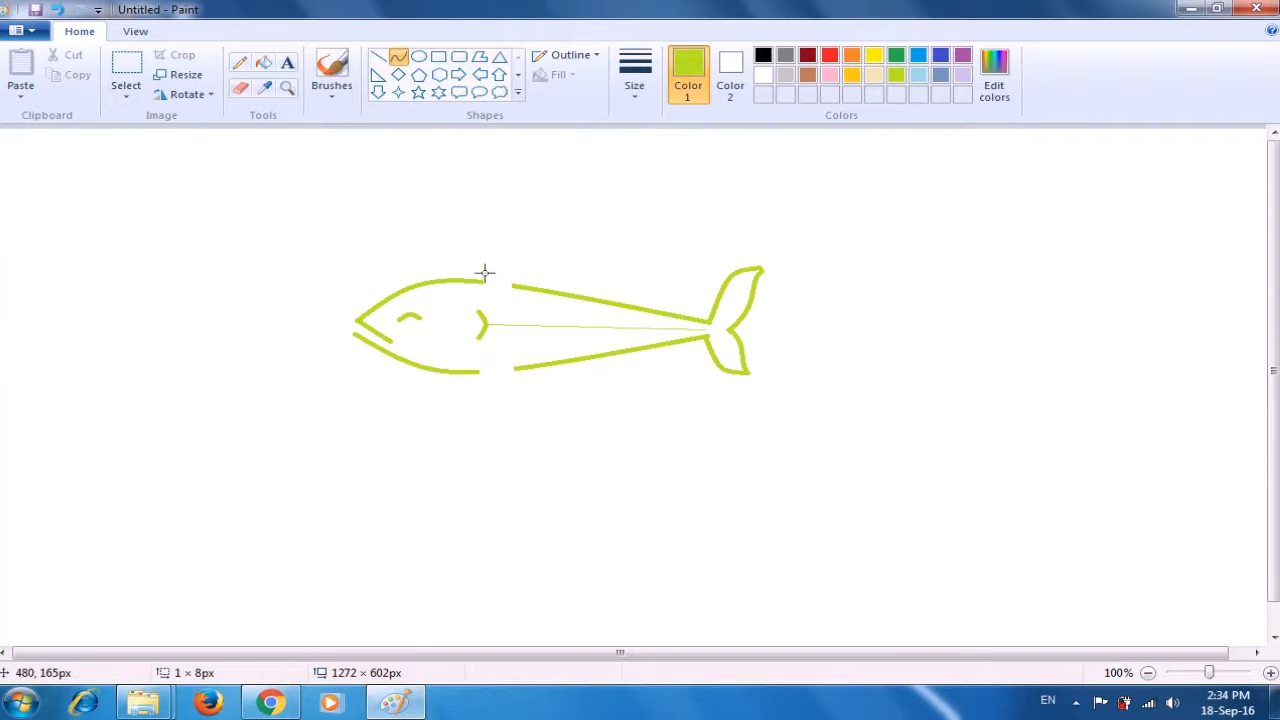 Untitled - Paint
Home
View
Paste
Cut
Copy
Clipboard
Select
Crop
Resize
Rotate
Image
A
Tools
Brushes
Shapes
Outline
Fill
Size
Color
1
Color
2
Edit
colors
Colors
480, 165px
1 × 8px
1272 × 602px
100%
EN
2:34 PM
18-Sep-16